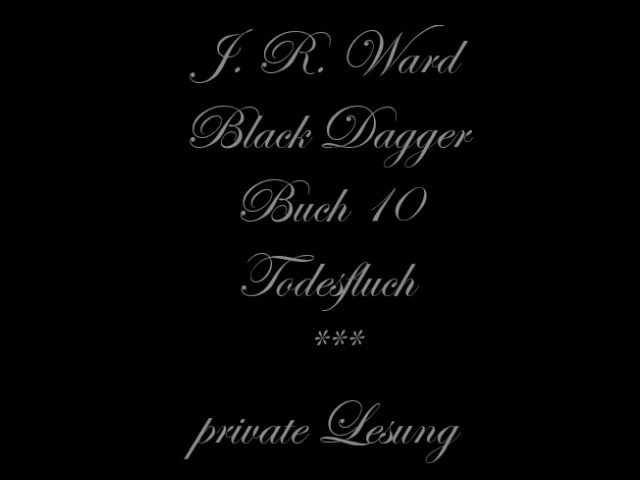 J. R. Ward
Black Dagger
Buch 10
Todesfluch
***
private Lesung